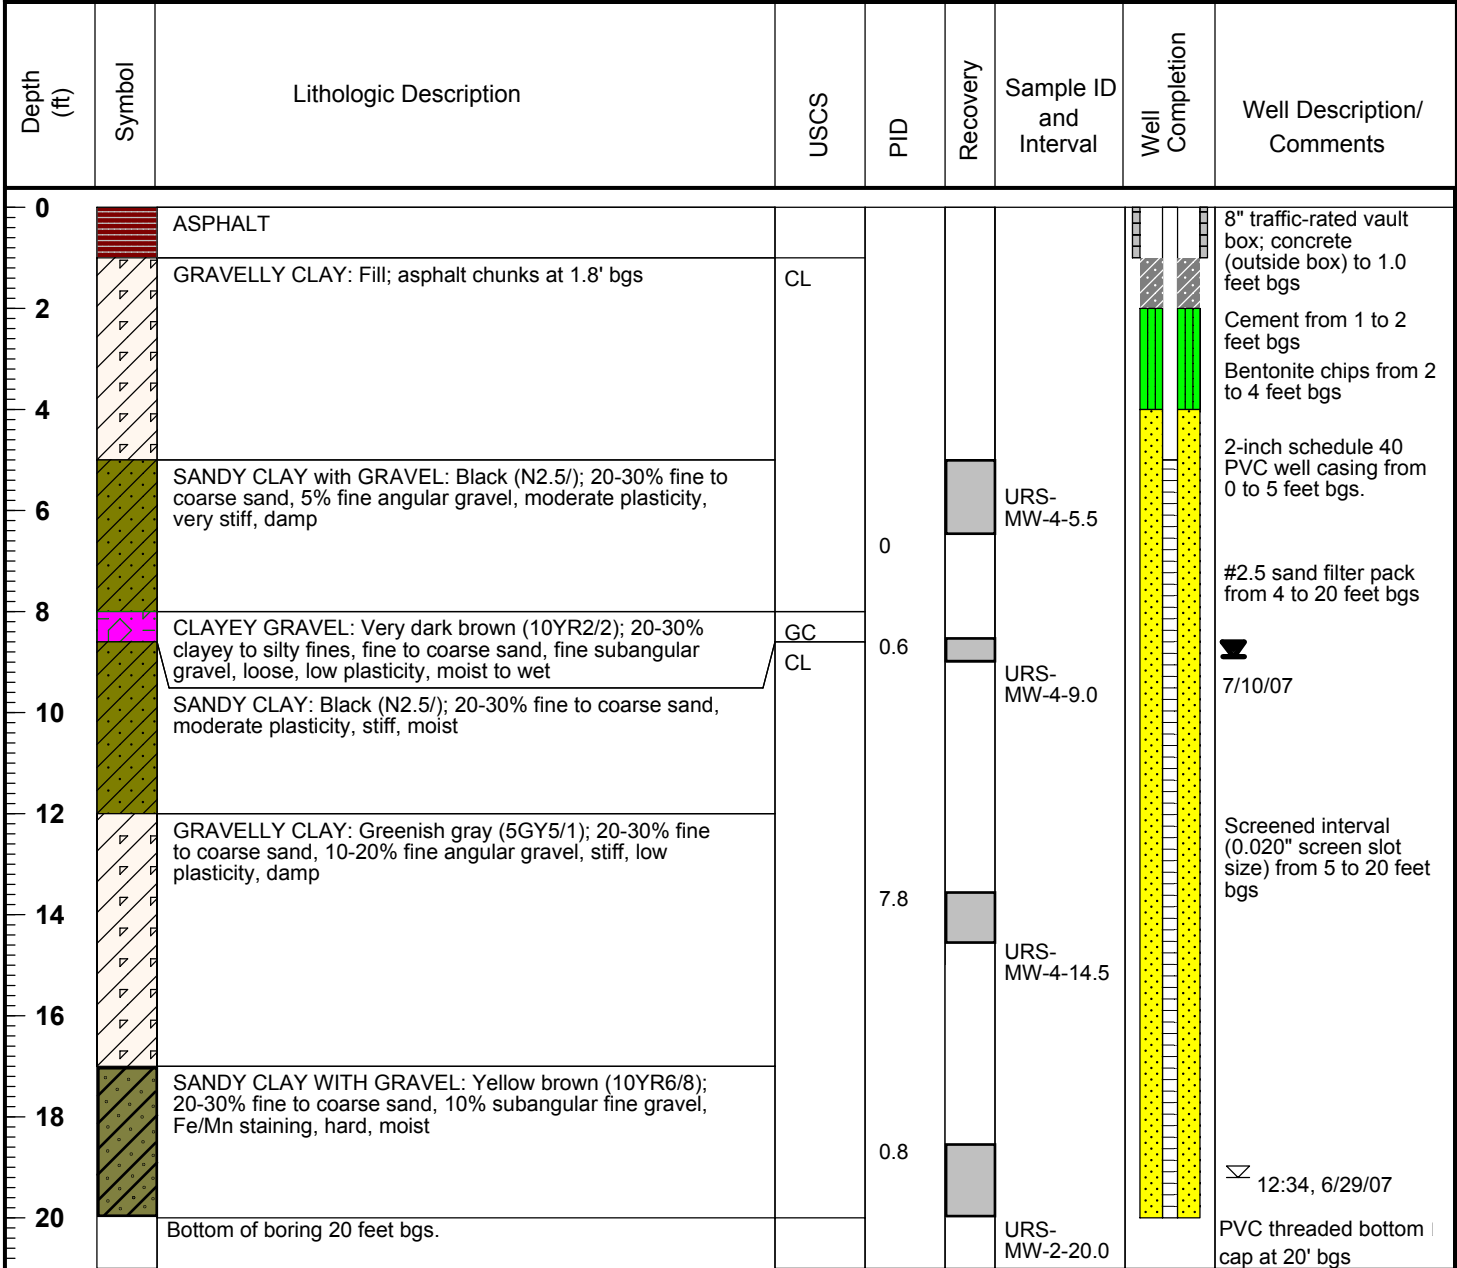 Depth
(ft)
Symbol
Lithologic Description
USCS
PID
Recovery
Sample ID
and
Interval
Well
Completion
Well Description/
Comments
0
ASPHALT
8" traffic-rated vault
box; concrete
(outside box) to 1.0
feet bgs
GRAVELLY CLAY: Fill; asphalt chunks at 1.8' bgs
CL
2
Cement from 1 to 2
feet bgs
Bentonite chips from 2
to 4 feet bgs
4
2-inch schedule 40
PVC well casing from
0 to 5 feet bgs.
SANDY CLAY with GRAVEL: Black (N2.5/); 20-30% fine to
coarse sand, 5% fine angular gravel, moderate plasticity,
very stiff, damp
URS-
MW-4-5.5
6
0
#2.5 sand filter pack
from 4 to 20 feet bgs
8
CLAYEY GRAVEL: Very dark brown (10YR2/2); 20-30%
clayey to silty fines, fine to coarse sand, fine subangular
gravel, loose, low plasticity, moist to wet
GC
0.6
CL
URS-
MW-4-9.0
7/10/07
10
SANDY CLAY: Black (N2.5/); 20-30% fine to coarse sand,
moderate plasticity, stiff, moist
12
GRAVELLY CLAY: Greenish gray (5GY5/1); 20-30% fine
to coarse sand, 10-20% fine angular gravel, stiff, low
plasticity, damp
Screened interval
(0.020" screen slot
size) from 5 to 20 feet
bgs
7.8
14
URS-
MW-4-14.5
16
SANDY CLAY WITH GRAVEL: Yellow brown (10YR6/8);
20-30% fine to coarse sand, 10% subangular fine gravel,
Fe/Mn staining, hard, moist
18
0.8
12:34, 6/29/07
20
Bottom of boring 20 feet bgs.
URS-
MW-2-20.0
PVC threaded bottom
cap at 20' bgs